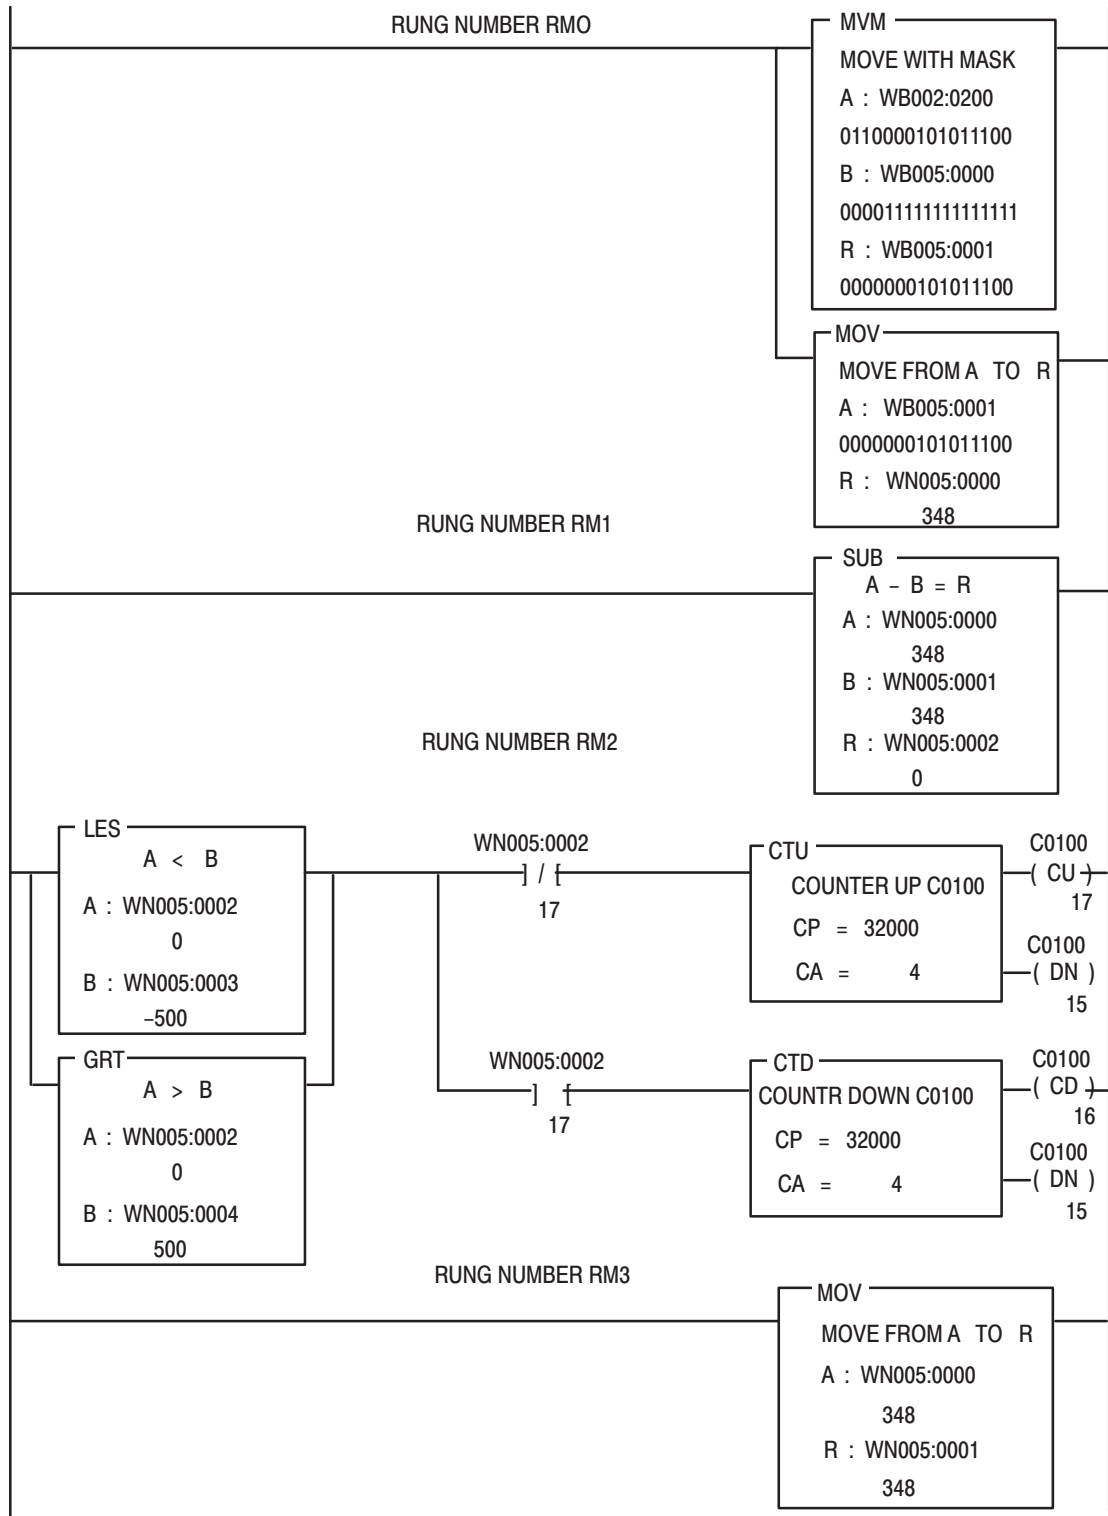 RUNG NUMBER RMO
MVM
MOVE WITH MASK
A : WB002:0200
0110000101011100
B : WB005:0000
000011111111111111
R : WB005:0001
0000000101011100
MOV
MOVE FROM A TO R
A : WB005:0001
0000000101011100
R : WN005:0000
348
RUNG NUMBER RM1
SUB
A – B = R
A : WN005:0000
348
B : WN005:0001
348
R : WN005:0002
0
RUNG NUMBER RM2
LES
A < B
A : WN005:0002
0
B : WN005:0003
–500
GRT
A > B
A : WN005:0002
0
B : WN005:0004
500
WN005:0002
] / [
17
CTU
COUNTER UP C0100
CP = 32000
CA = 4
C0100
( CU )
17
C0100
( DN )
15
WN005:0002
] [
17
CTD
COUNTR DOWN C0100
CP = 32000
CA = 4
C0100
( CD )
16
C0100
( DN )
15
RUNG NUMBER RM3
MOV
MOVE FROM A TO R
A : WN005:0000
348
R : WN005:0001
348